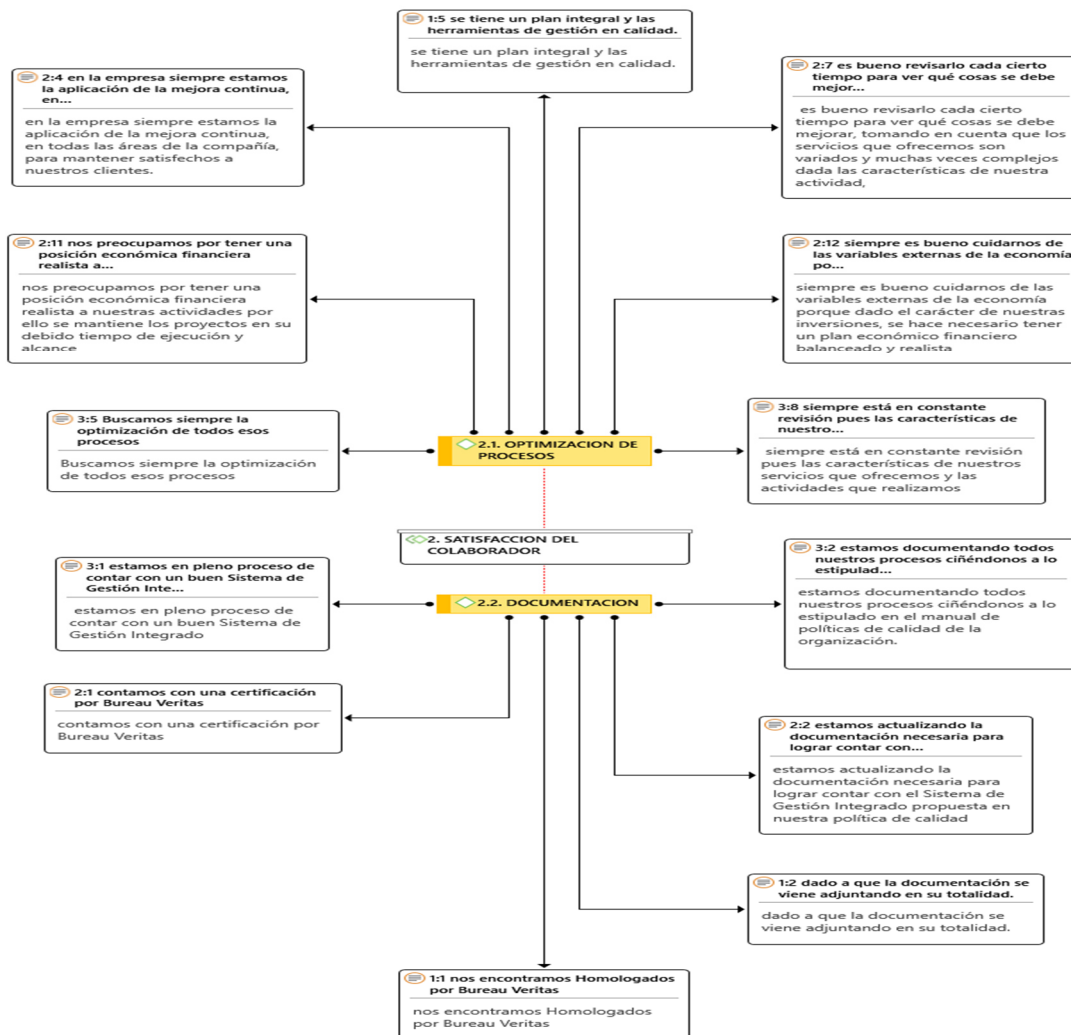 1:5 se tiene un plan integral y las
herramientas de gestión en calidad.
se tiene un plan integral y las
herramientas de gestión en calidad.
2:4 en la empresa siempre estamos
la aplicación de la mejora continua,
en...
en la empresa siempre estamos la
aplicación de la mejora continua,
en todas las áreas de la compañía,
para mantener satisfechos a
nuestros clientes.
2:7 es bueno revisarlo cada cierto
tiempo para ver qué cosas se debe
mejor...
es bueno revisarlo cada cierto
tiempo para ver qué cosas se debe
mejorar, tomando en cuenta que los
servicios que ofrecemos son
variados y muchas veces complejos
dada las características de nuestra
actividad,
2:11 nos preocupamos por tener una
posición económica financiera
realista a...
nos preocupamos por tener una
posición económica financiera
realista a nuestras actividades por
ello se mantiene los proyectos en su
debido tiempo de ejecución y
alcance
2:12 siempre es bueno cuidarnos de
las variables externas de la economía
po...
siempre es bueno cuidarnos de las
variables externas de la economía
porque dado el carácter de nuestras
inversiones, se hace necesario tener
un plan económico financiero
balanceado y realista
3:5 Buscamos siempre la
optimización de todos esos
procesos
Buscamos siempre la optimización
de todos esos procesos
2.1. OPTIMIZACION DE
PROCESOS
3:8 siempre está en constante
revisión pues las características de
nuestro...
siempre está en constante revisión
pues las características de nuestros
servicios que ofrecemos y las
actividades que realizamos
2. SATISFACCION DEL
COLABORADOR
3:1 estamos en pleno proceso de
contar con un buen Sistema de
Gestión Inte...
estamos en pleno proceso de
contar con un buen Sistema de
Gestión Integrado
2.2. DOCUMENTACION
3:2 estamos documentando todos
nuestros procesos ciñéndonos a lo
estipulad...
estamos documentando todos
nuestros procesos ciñéndonos a lo
estipulado en el manual de
políticas de calidad de la
organización.
2:1 contamos con una certificación
por Bureau Veritas
contamos con una certificación por
Bureau Veritas
2:2 estamos actualizando la
documentación necesaria para
lograr contar con...
estamos actualizando la
documentación necesaria para
lograr contar con el Sistema de
Gestión Integrado propuesta en
nuestra política de calidad
1:2 dado a que la documentación se
viene adjuntando en su totalidad.
dado a que la documentación se
viene adjuntando en su totalidad.
1:1 nos encontramos Homologados
por Bureau Veritas
nos encontramos Homologados
por Bureau Veritas